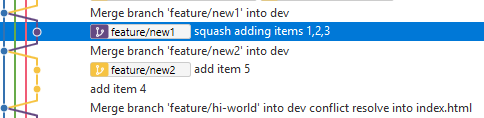 Merge branch 'feature/new1' into dev
feature/new1 squash adding items 1,2,3
Merge branch 'feature/new2' into dev
feature/new2 add item 5
add item 4
Merge branch 'feature/hi-world' into dev conflict resolve into index.html